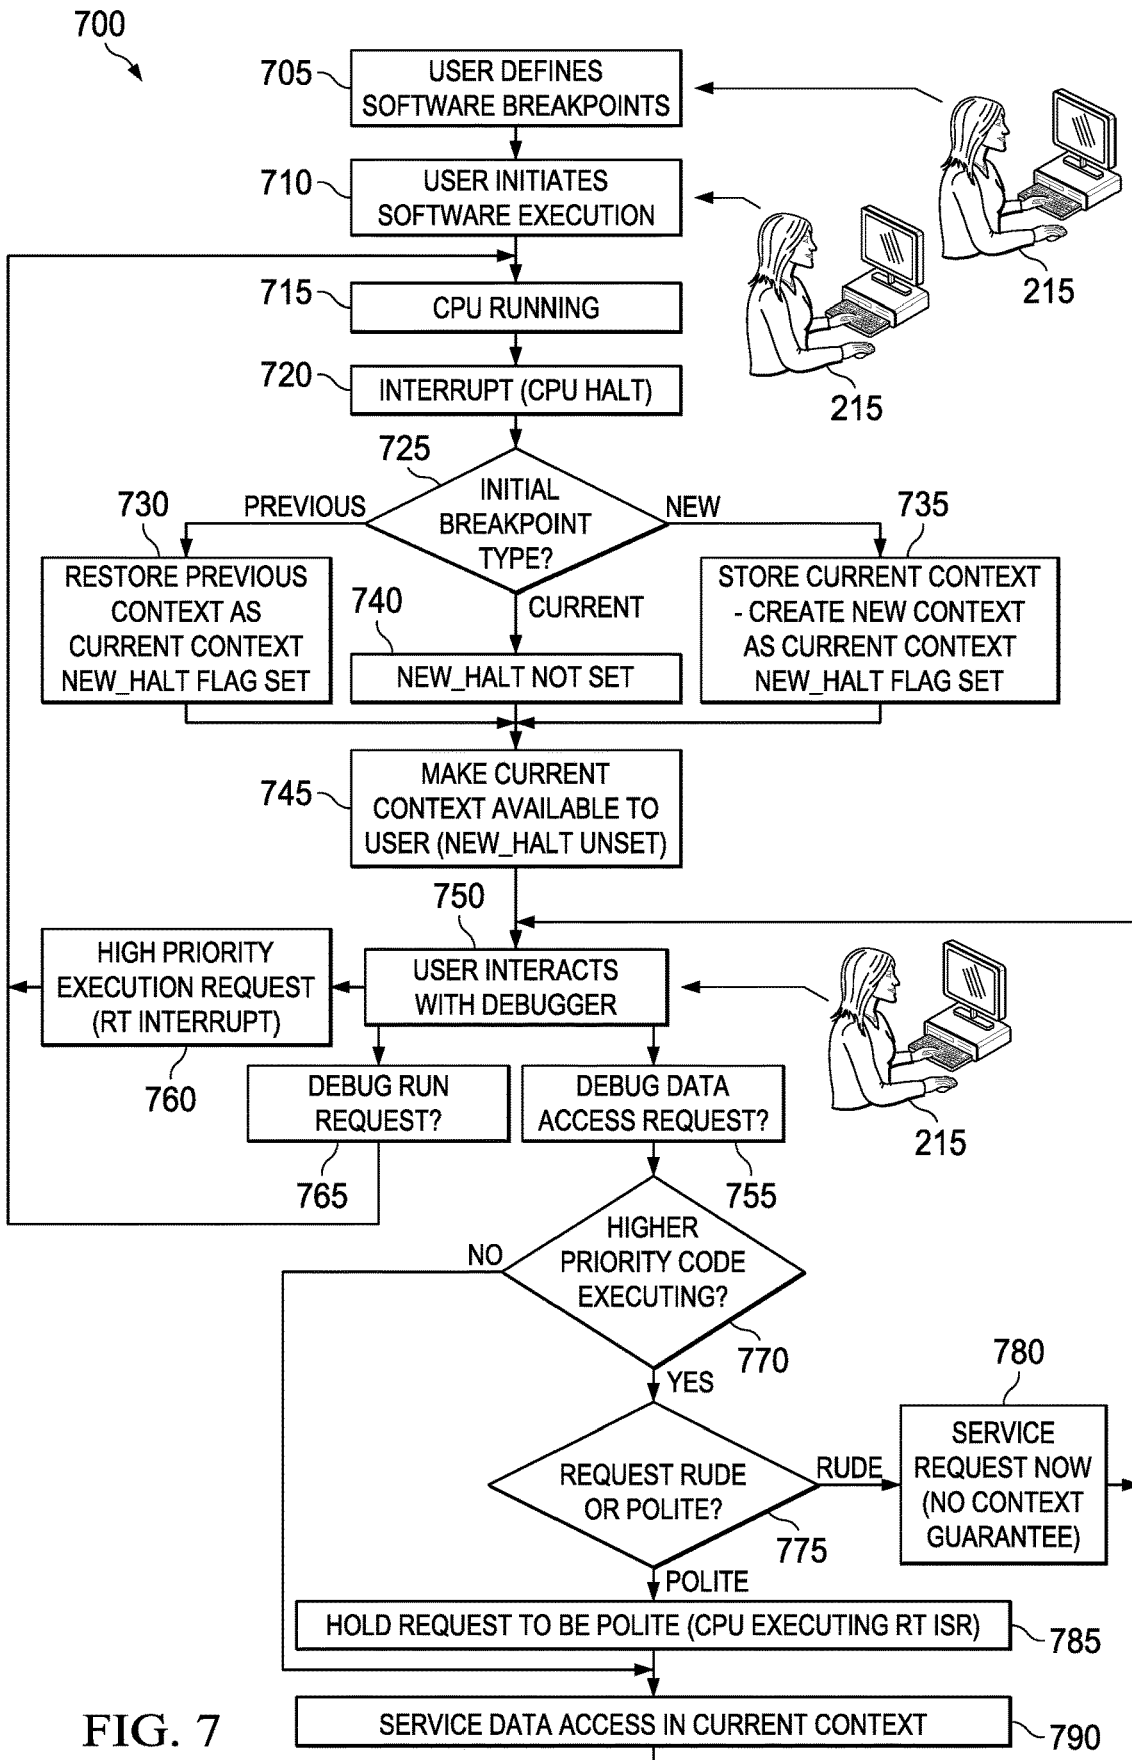 700
705
USER DEFINES
SOFTWARE BREAKPOINTS
710
USER INITIATES
SOFTWARE EXECUTION
215
715
CPU RUNNING
720
INTERRUPT (CPU HALT)
215
725
INITIAL
BREAKPOINT
TYPE?
PREVIOUS
NEW
CURRENT
730
RESTORE PREVIOUS
CONTEXT AS
CURRENT CONTEXT
NEW_HALT FLAG SET
740
NEW_HALT NOT SET
735
STORE CURRENT CONTEXT
- CREATE NEW CONTEXT
AS CURRENT CONTEXT
NEW_HALT FLAG SET
745
MAKE CURRENT
CONTEXT AVAILABLE TO
USER (NEW_HALT UNSET)
750
USER INTERACTS
WITH DEBUGGER
HIGH PRIORITY
EXECUTION REQUEST
(RT INTERRUPT)
760
DEBUG RUN
REQUEST?
765
DEBUG DATA
ACCESS REQUEST?
755
215
HIGHER
PRIORITY CODE
EXECUTING?
770
NO
YES
REQUEST RUDE
OR POLITE?
775
RUDE
780
SERVICE
REQUEST NOW
(NO CONTEXT
GUARANTEE)
POLITE
HOLD REQUEST TO BE POLITE (CPU EXECUTING RT ISR)
785
SERVICE DATA ACCESS IN CURRENT CONTEXT
790
FIG. 7